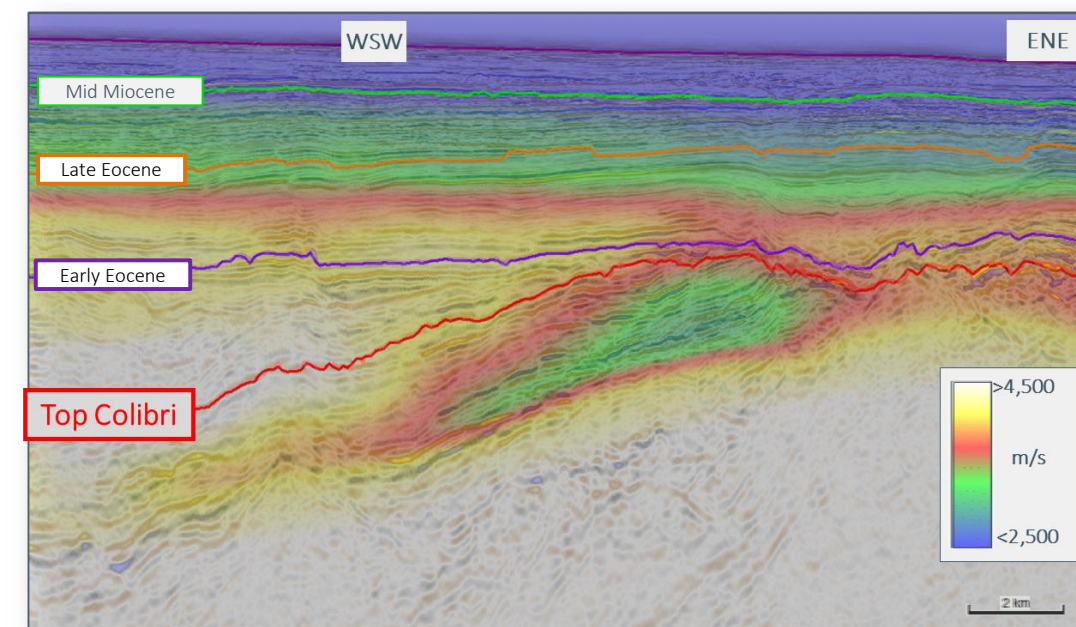 WSW
ENE
Mid Miocene
Late Eocene
Early Eocene
Top Colibri
>4,500
m/s
<2,500
2 km